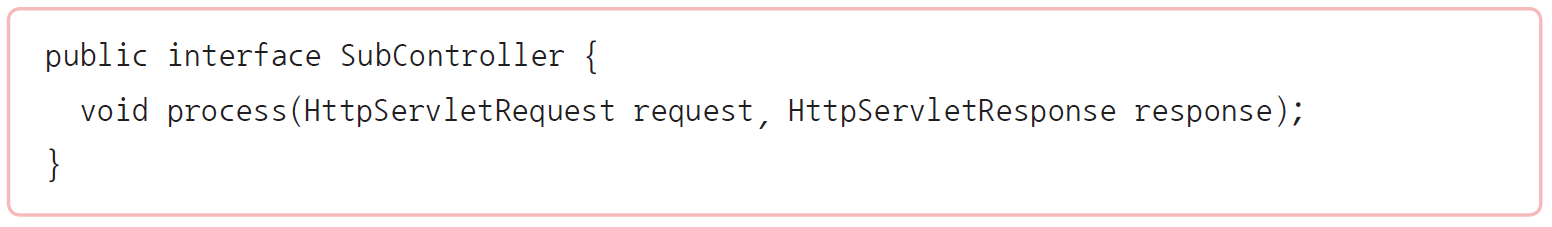 public interface SubController {
  void process(HttpServletRequest request, HttpServletResponse response);
}